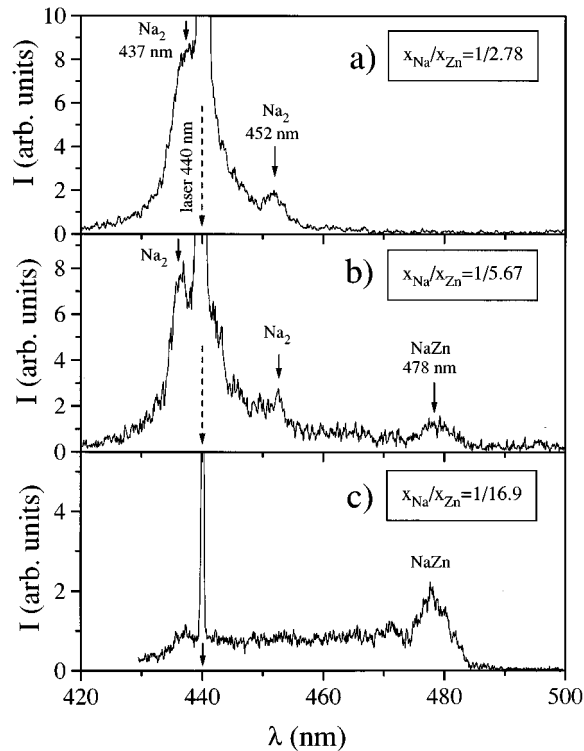 10
8
6
4
2
0
I (arb. units)
Na2
437 nm
laser 440 nm
Na2
452 nm
a)
xNa/xZn=1/2.78
8
6
4
2
0
I (arb. units)
Na2
Na2
NaZn
478 nm
b)
xNa/xZn=1/5.67
4
2
0
I (arb. units)
c)
xNa/xZn=1/16.9
NaZn
420 440 460 480 500
λ (nm)